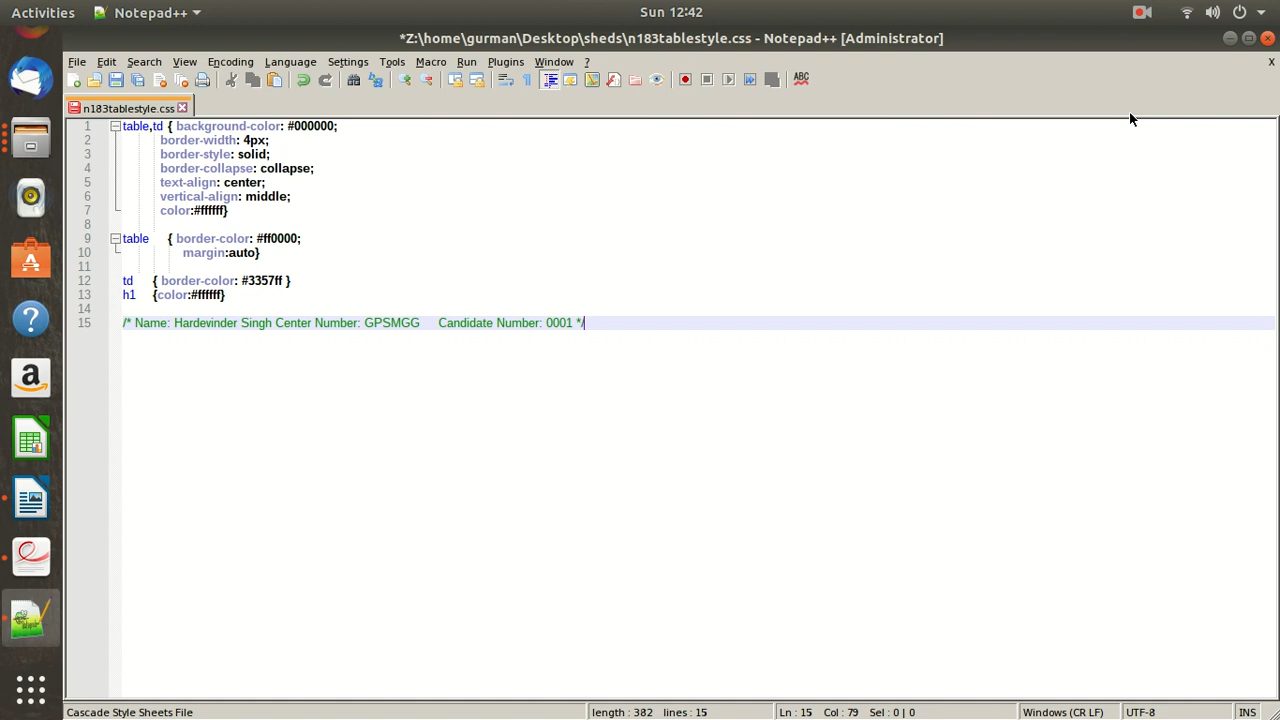 Activities Notepad++ Sun 12:42
*Z:\home\gurman\Desktop\sheds\n183tablestyle.css - Notepad++ [Administrator]
File Edit Search View Encoding Language Settings Tools Macro Run Plugins Window ? X
ABC
n183tablestyle.css
1 table,td { background-color: #000000;
2 border-width: 4px;
3 border-style: solid;
4 border-collapse: collapse;
5 text-align: center;
6 vertical-align: middle;
7 color:#ffffff}
8
9 table { border-color: #ff0000;
10 margin:auto}
11
12 td { border-color: #3357ff }
13 h1 {color:#ffffff}
14
15 /* Name: Hardevinder Singh Center Number: GPSMGG Candidate Number: 0001 */
Cascade Style Sheets File length : 382 lines : 15 Ln : 15 Col : 79 Sel : 0 | 0 Windows (CR LF) UTF-8 INS